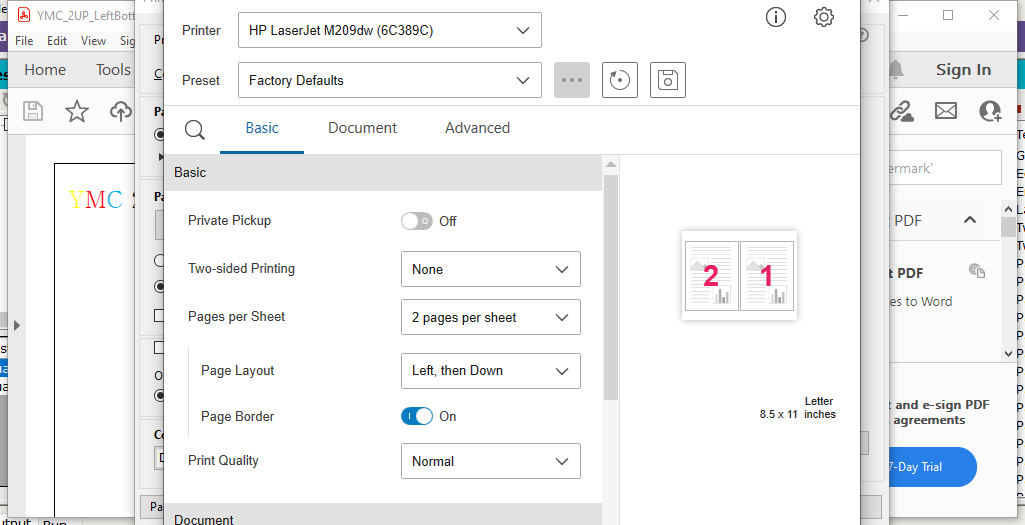 YMC_2UP_LeftBott
File Edit View Sig
Home Tools
Sign In
YMC 2
Printer HP LaserJet M209dw (6C389C)
Preset Factory Defaults
Basic Document Advanced
Basic
Private Pickup Off
Two-sided Printing None
Pages per Sheet 2 pages per sheet
Page Layout Left, then Down
Page Border On
Print Quality Normal
Document
2 1
Letter
8.5 x 11 inches
ermark'
PDF
t PDF
es to Word
t and e-sign PDF
agreements
7-Day Trial
Pa